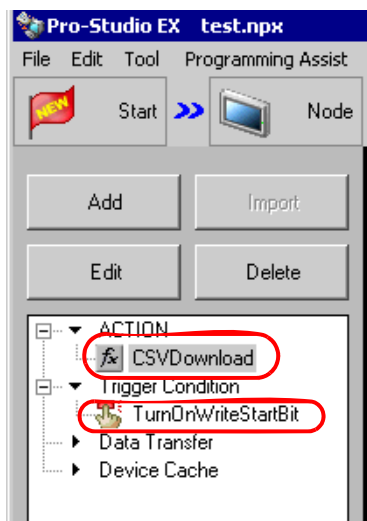 Pro-Studio EX test.npx
File Edit Tool Programming Assist
NEW Start Node
Add Import
Edit Delete
ACTION
fx CSVDownload
Trigger Condition
TurnOnWriteStartBit
Data Transfer
Device Cache